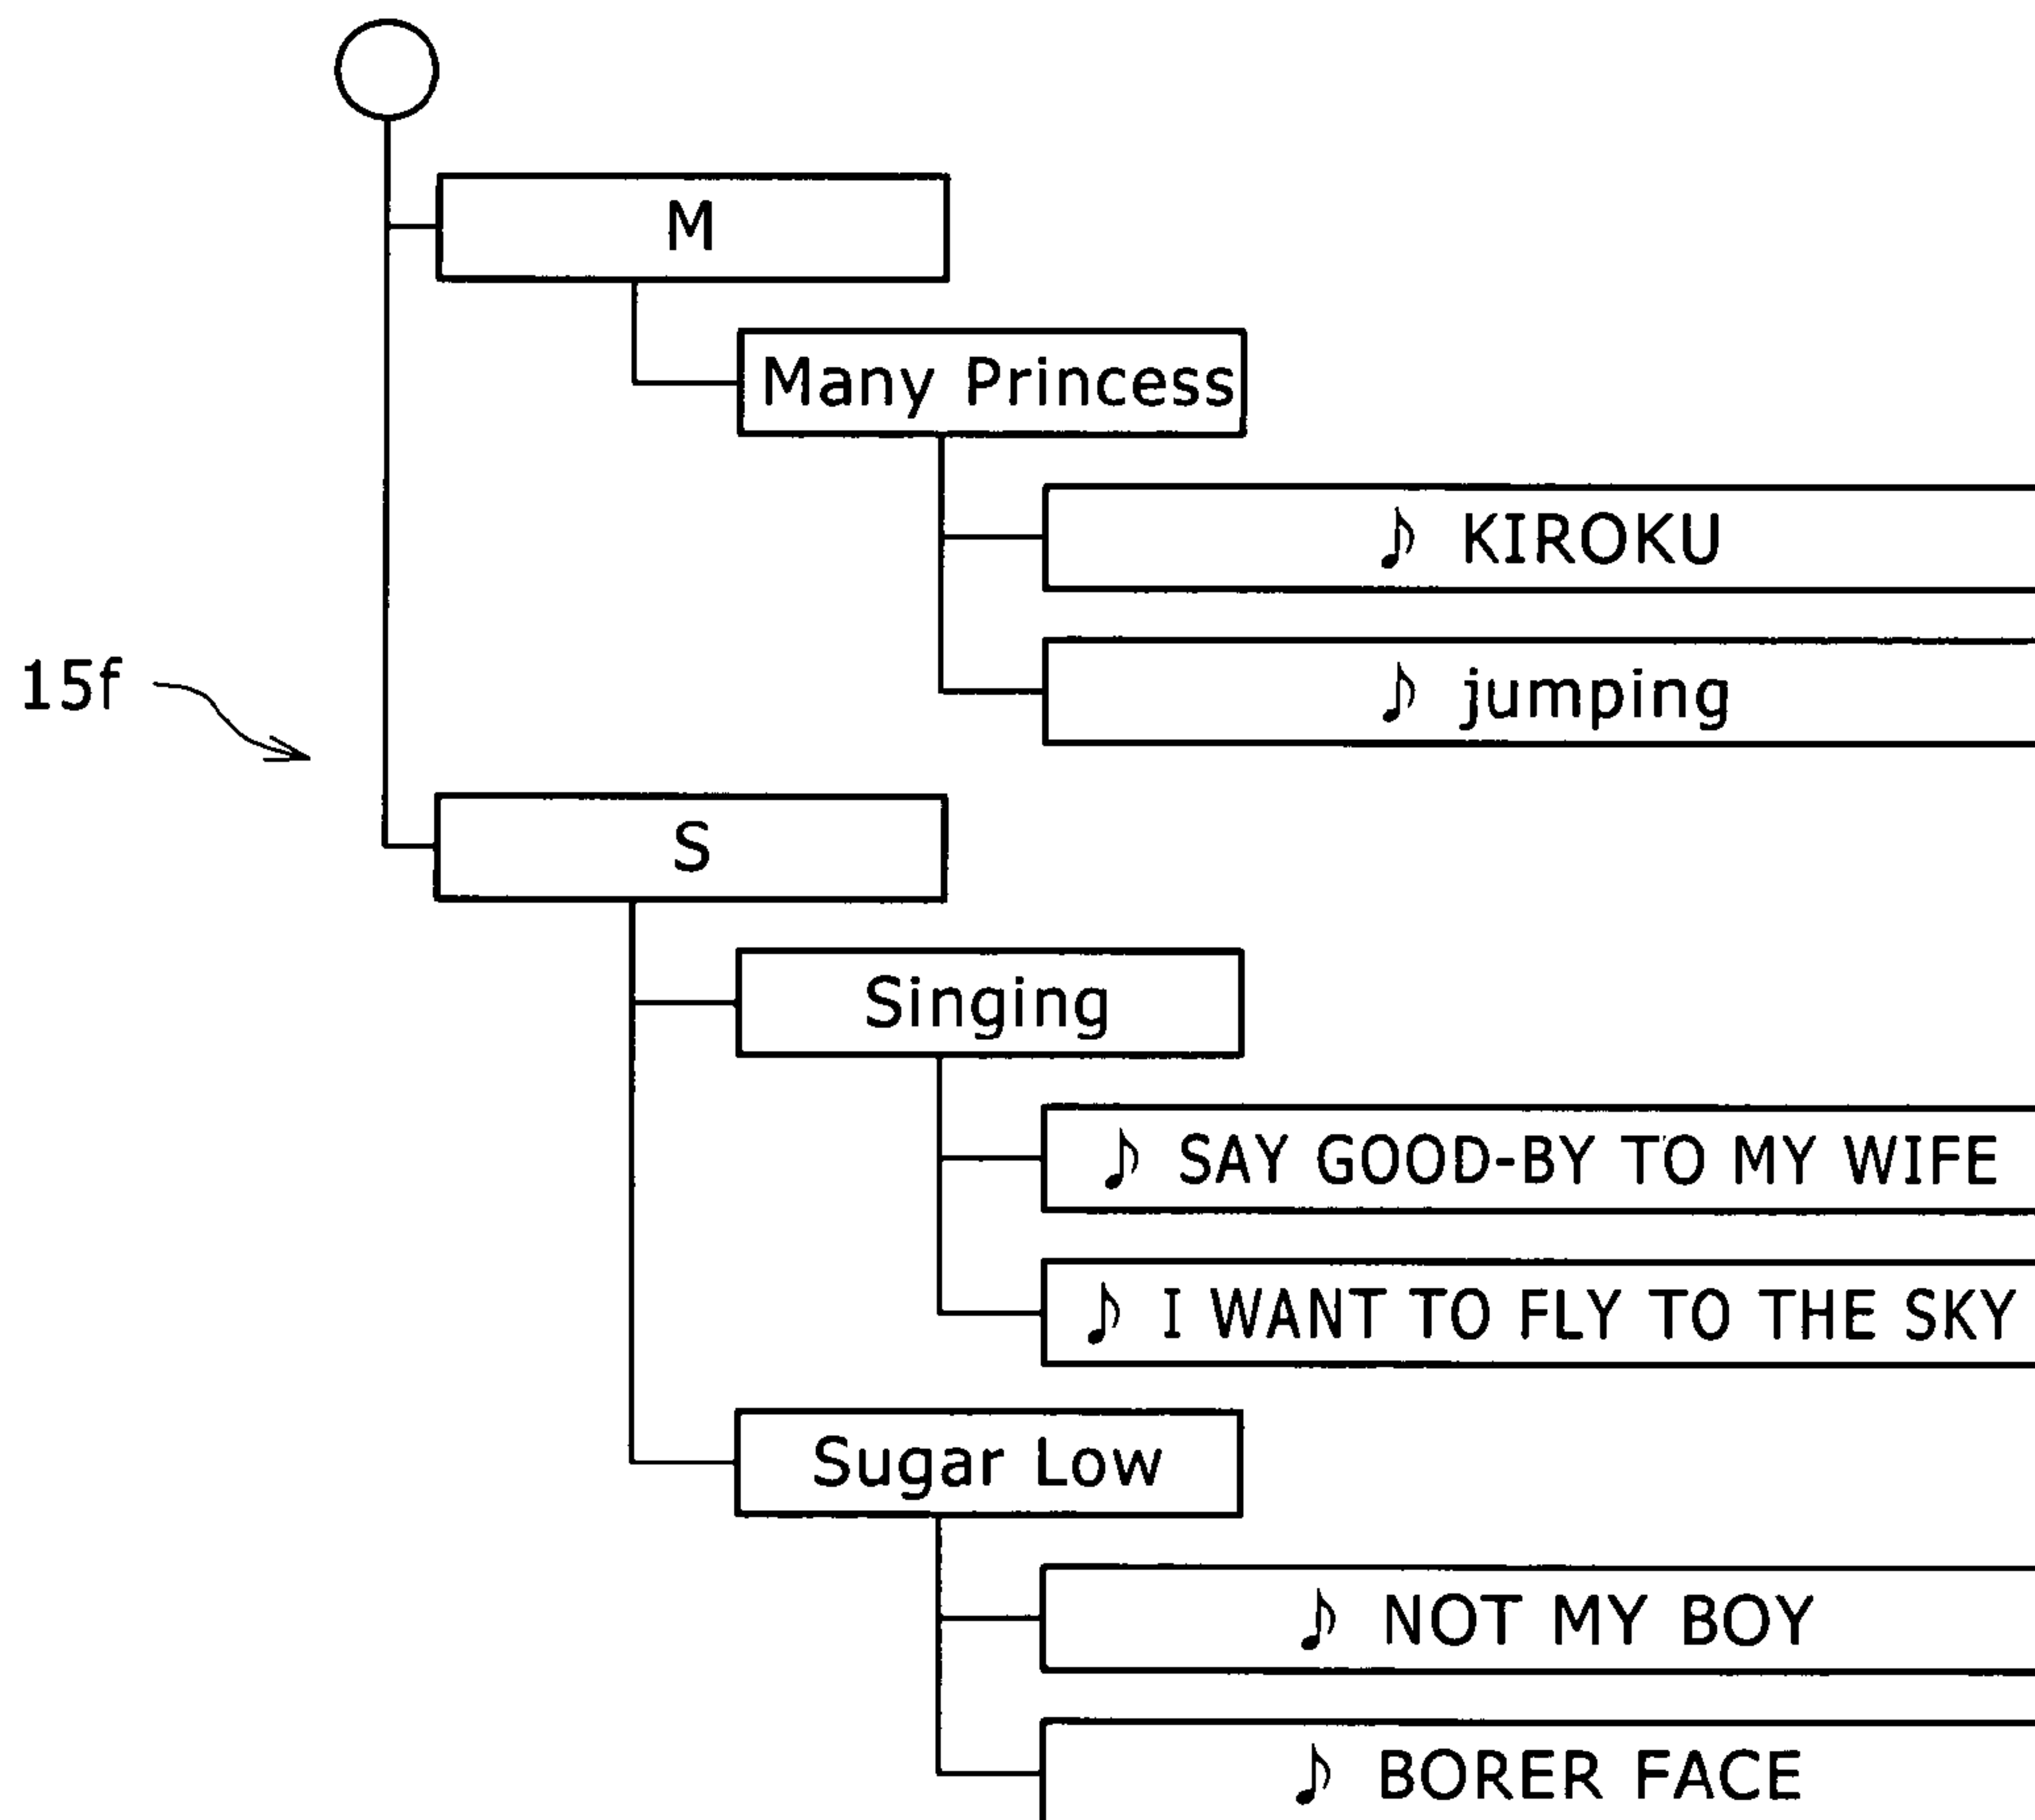 M
Many Princess
♪ KIROKU
♪ jumping
15f
S
Singing
♪ SAY GOOD-BY TO MY WIFE
♪ I WANT TO FLY TO THE SKY
Sugar Low
♪ NOT MY BOY
♪ BORER FACE